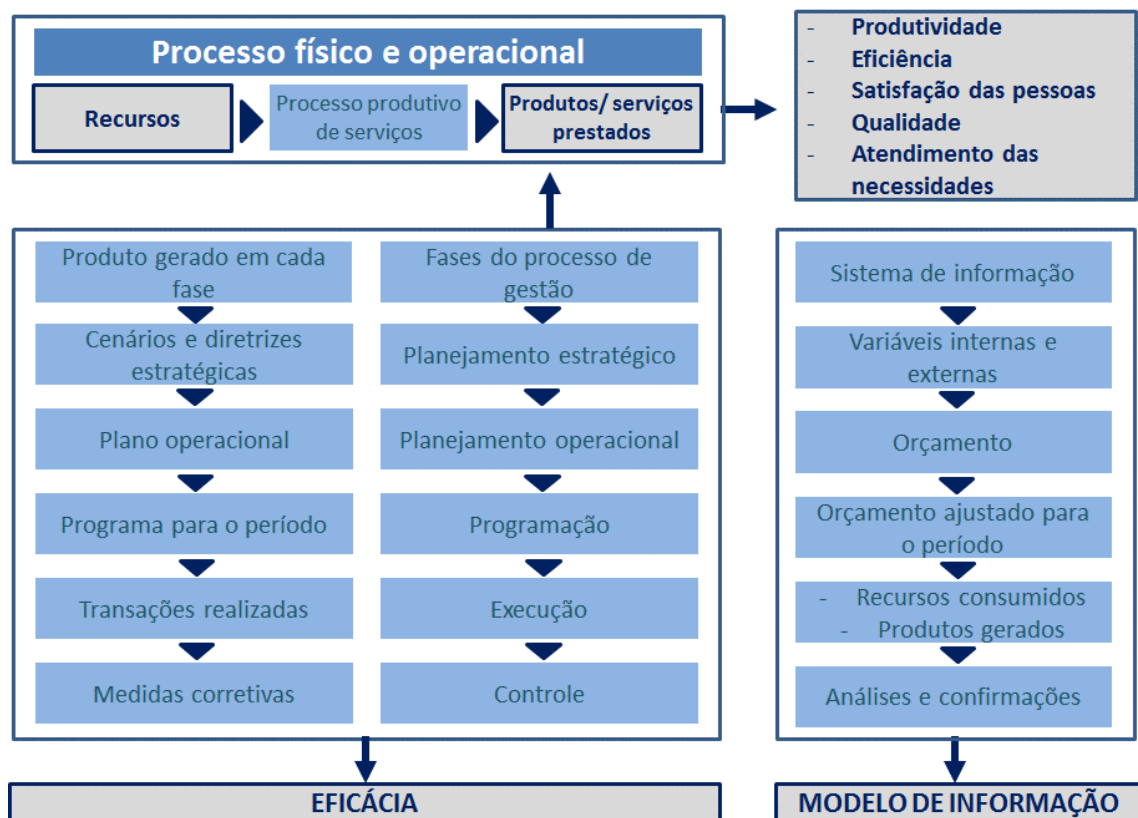 Processo físico e operacional
Recursos
Processo produtivo
de serviços
Produtos/ serviços
prestados
- Produtividade
- Eficiência
- Satisfação das pessoas
- Qualidade
- Atendimento das
necessidades
Produto gerado em cada
fase
Cenários e diretrizes
estratégicas
Plano operacional
Programa para o período
Transações realizadas
Medidas corretivas
Fases do processo de
gestão
Planejamento estratégico
Planejamento operacional
Programação
Execução
Controle
Sistema de informação
Variáveis internas e
externas
Orçamento
Orçamento ajustado para
o período
- Recursos consumidos
- Produtos gerados
Análises e confirmações
EFICÁCIA
MODELO DE INFORMAÇÃO